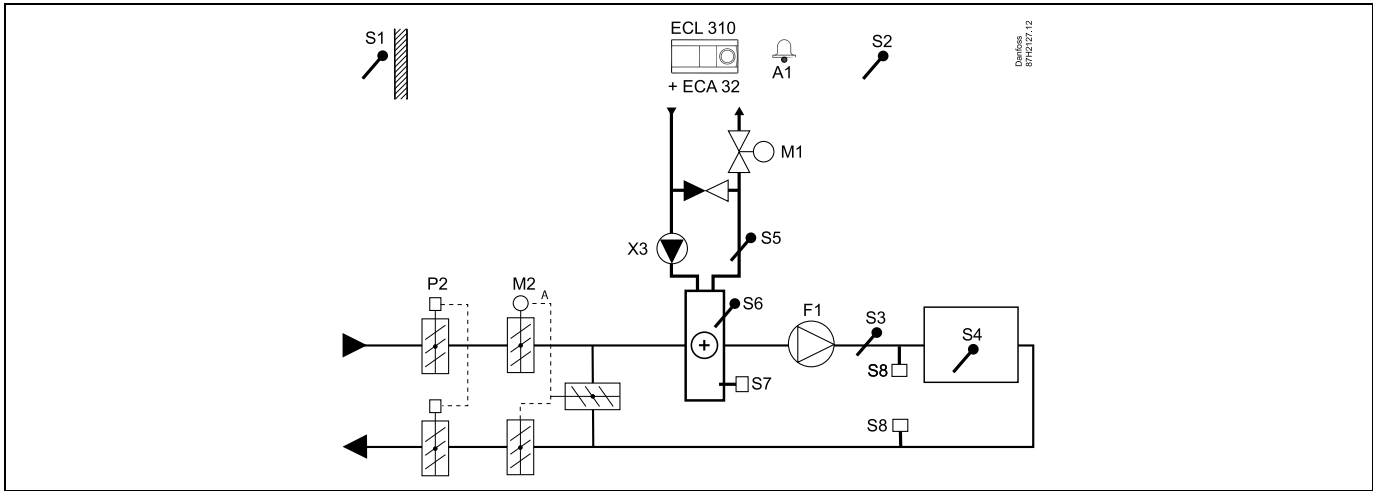 S1
ECL 310
+ ECA 32
A1
S2
Danfoss
87H2127.12
M1
X3
S5
P2
M2
A
S6
F1
S3
S4
S8
S7
S8